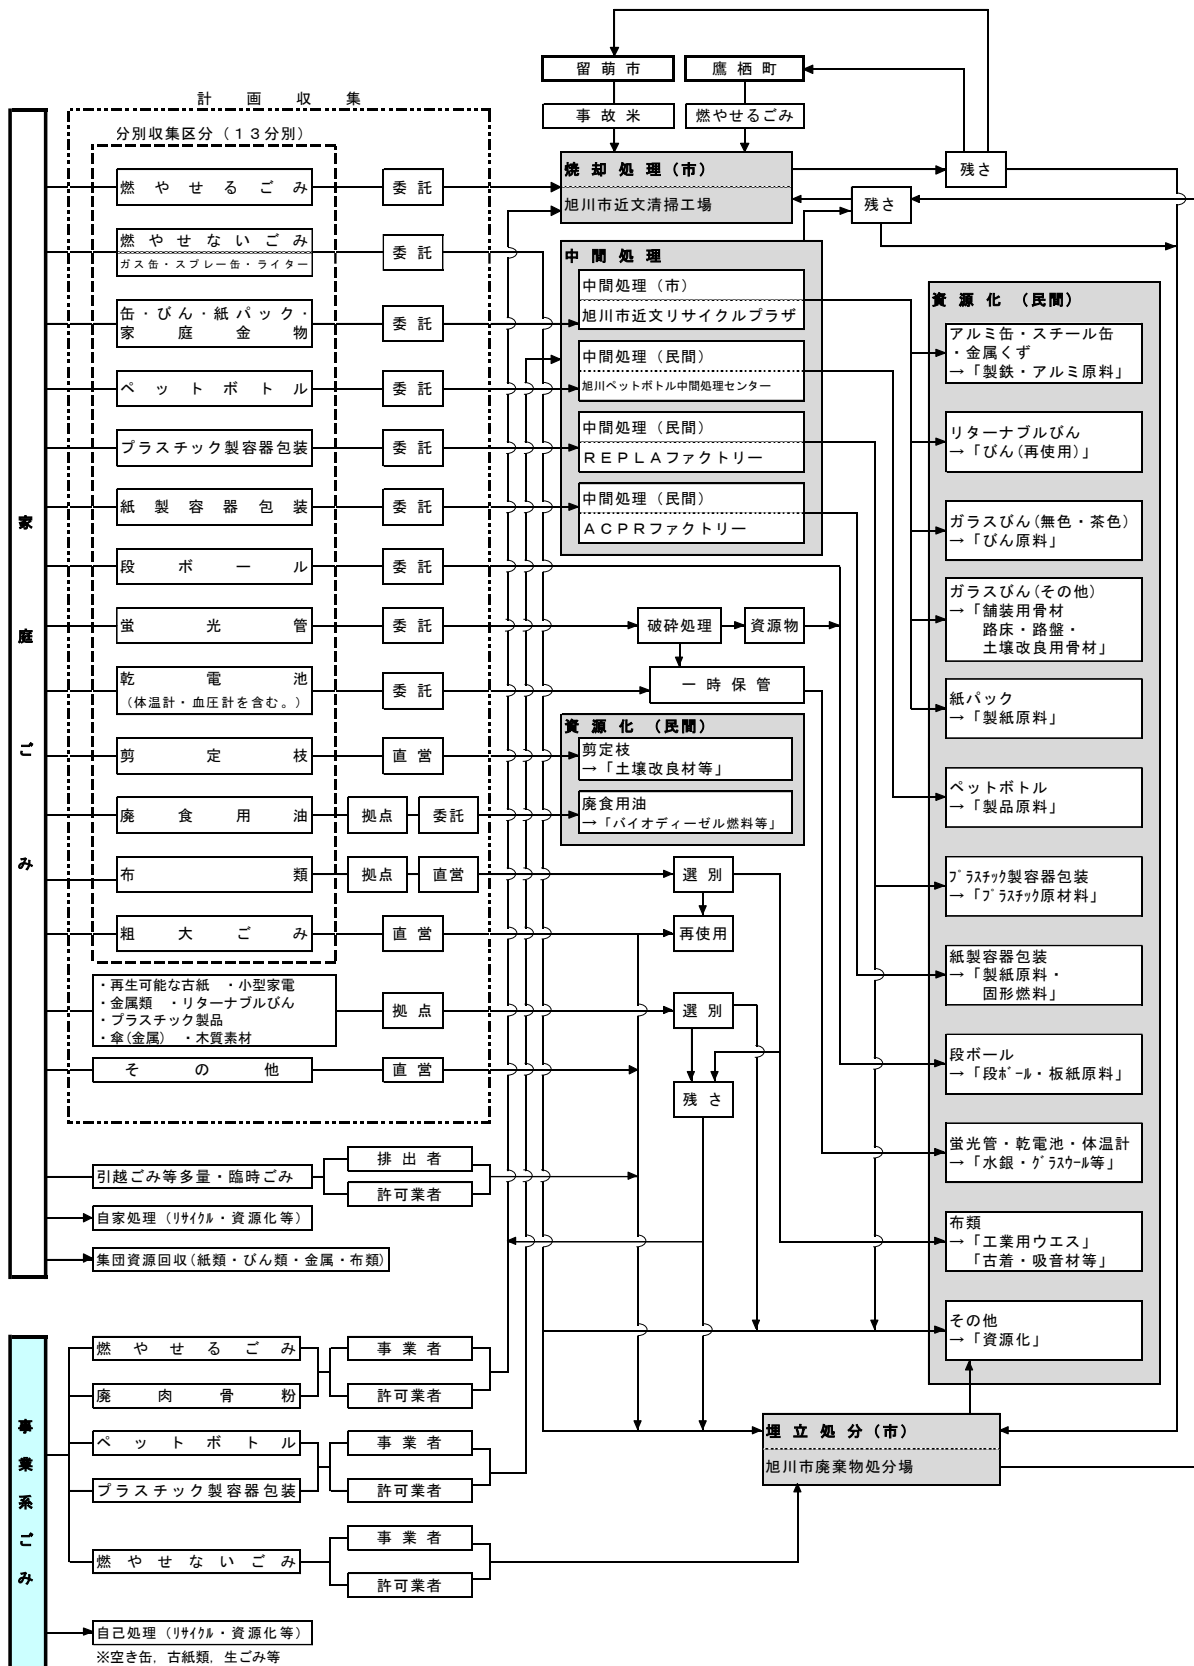 留萌市
鷹栖町
事故米
燃やせるごみ
計画収集
分別収集区分（１３分別）
家庭ごみ
燃やせるごみ
委託
燃やせないごみ
ガス缶・スプレー缶・ライター
委託
缶・びん・紙パック・
家庭金物
委託
ペットボトル
委託
プラスチック製容器包装
委託
紙製容器包装
委託
段ボール
委託
蛍光管
委託
乾電池
（体温計・血圧計を含む。）
委託
剪定枝
直営
廃食用油
拠点
委託
布類
拠点
直営
粗大ごみ
直営
・再生可能な古紙　・小型家電
・金属類　・リターナブルびん
・プラスチック製品
・傘(金属)　・木質素材
拠点
その他
直営
引越ごみ等多量・臨時ごみ
排出者
許可業者
自家処理（ﾘｻｲｸﾙ・資源化等）
集団資源回収(紙類・びん類・金属・布類)
焼却処理（市）
旭川市近文清掃工場
残さ
残さ
中間処理
中間処理（市）
旭川市近文リサイクルプラザ
中間処理（民間）
旭川ペットボトル中間処理センター
中間処理（民間）
ＲＥＰＬＡファクトリー
中間処理（民間）
ＡＣＰＲファクトリー
破砕処理
資源物
一時保管
資源化（民間）
剪定枝
→「土壌改良材等」
廃食用油
→「バイオディーゼル燃料等」
選別
再使用
選別
残さ
資源化（民間）
アルミ缶・スチール缶
・金属くず
→「製鉄・アルミ原料」
リターナブルびん
→「びん(再使用)」
ガラスびん(無色・茶色)
→「びん原料」
ガラスびん(その他)
→「舗装用骨材
路床・路盤・
土壌改良用骨材」
紙パック
→「製紙原料」
ペットボトル
→「製品原料」
ﾌﾟﾗｽﾁｯｸ製容器包装
→「ﾌﾟﾗｽﾁｯｸ原材料」
紙製容器包装
→「製紙原料・
固形燃料」
段ボール
→「段ﾎﾞｰﾙ・板紙原料」
蛍光管・乾電池・体温計
→「水銀・ｸﾞﾗｽｳｰﾙ等」
布類
→「工業用ウエス」
「古着・吸音材等」
その他
→「資源化」
事業系ごみ
燃やせるごみ
事業者
廃肉骨粉
許可業者
ペットボトル
事業者
プラスチック製容器包装
許可業者
燃やせないごみ
事業者
許可業者
自己処理（ﾘｻｲｸﾙ・資源化等）
※空き缶，古紙類，生ごみ等
埋立処分（市）
旭川市廃棄物処分場